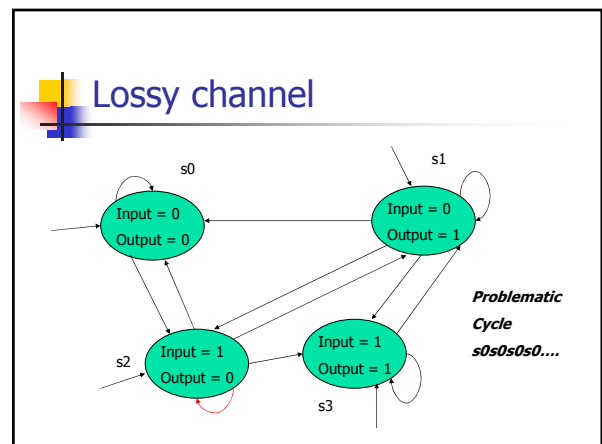 Lossy channel
s0
s1
Input = 0
Output = 0
Input = 0
Output = 1
Problematic
Cycle
s0s0s0s0....
s2
Input = 1
Output = 0
Input = 1
Output = 1
s3